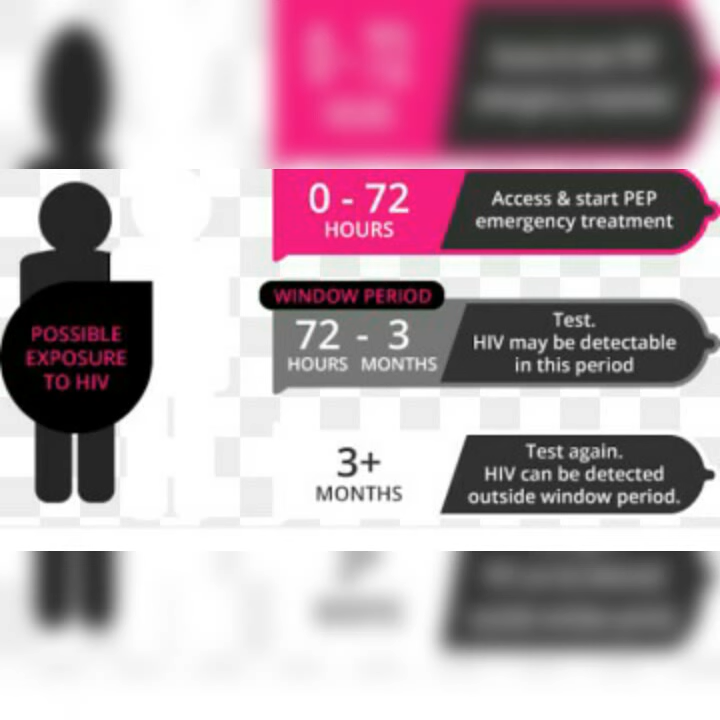 0 - 72
HOURS
Access & start PEP
emergency treatment
POSSIBLE
EXPOSURE
TO HIV
WINDOW PERIOD
72 - 3
HOURS MONTHS
Test.
HIV may be detectable
in this period
3+
MONTHS
Test again.
HIV can be detected
outside window period.